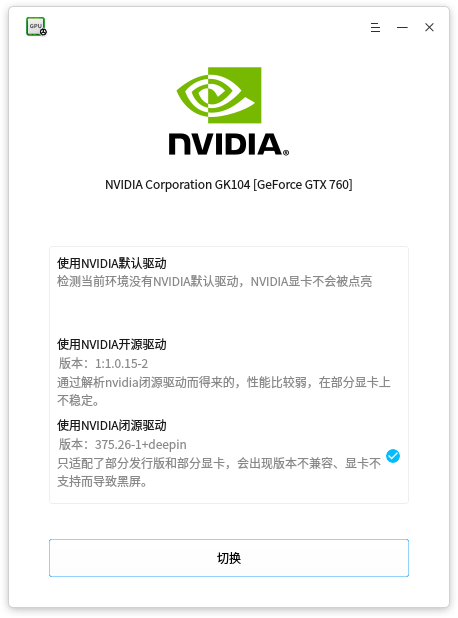 GPU
NVIDIA®
NVIDIA Corporation GK104 [GeForce GTX 760]
使用NVIDIA默认驱动
检测当前环境没有NVIDIA默认驱动，NVIDIA显卡不会被点亮
使用NVIDIA开源驱动
版本：1:1.0.15-2
通过解析nvidia闭源驱动而得来的，性能比较弱，在部分显卡上
不稳定。
使用NVIDIA闭源驱动
版本：375.26-1+deepin
只适配了部分发行版和部分显卡，会出现版本不兼容、显卡不
支持而导致黑屏。
切换